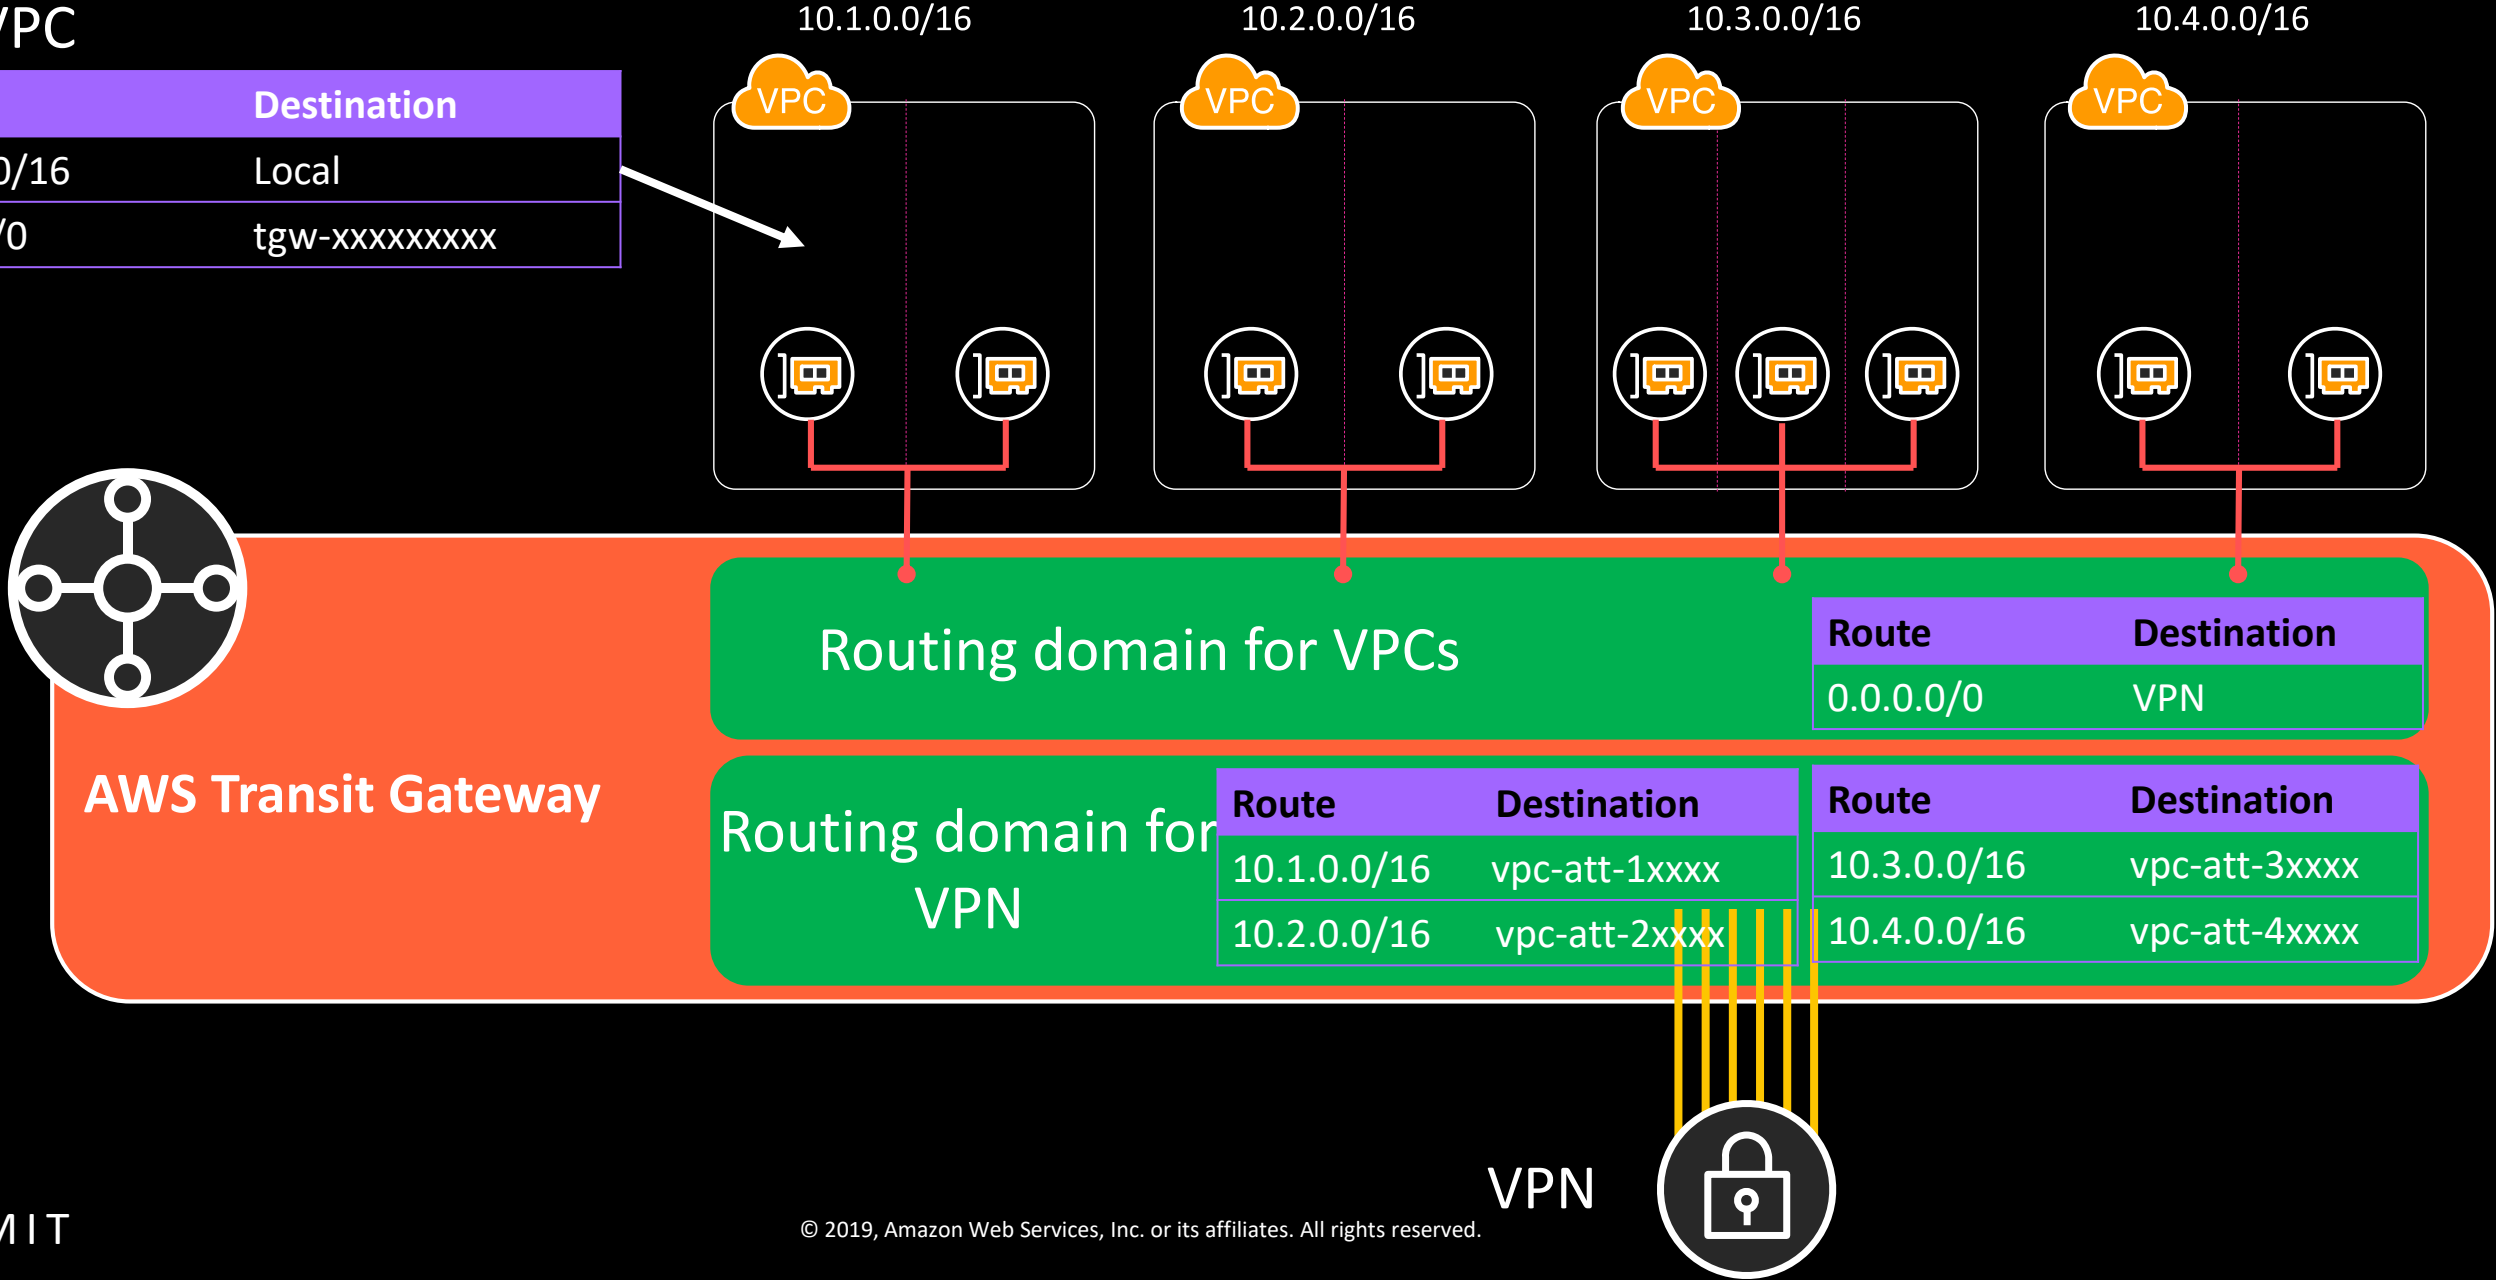 VPC
10.1.0.0/16
10.2.0.0/16
10.3.0.0/16
10.4.0.0/16
Destination
0/16 Local
/0 tgw-xxxxxxxxx
VPC
VPC
VPC
VPC
Routing domain for VPCs
Route Destination
0.0.0.0/0 VPN
AWS Transit Gateway
Routing domain for
VPN
Route Destination
10.1.0.0/16 vpc-att-1xxxx
10.2.0.0/16 vpc-att-2xxxx
Route Destination
10.3.0.0/16 vpc-att-3xxxx
10.4.0.0/16 vpc-att-4xxxx
VPN
MIT
© 2019, Amazon Web Services, Inc. or its affiliates. All rights reserved.